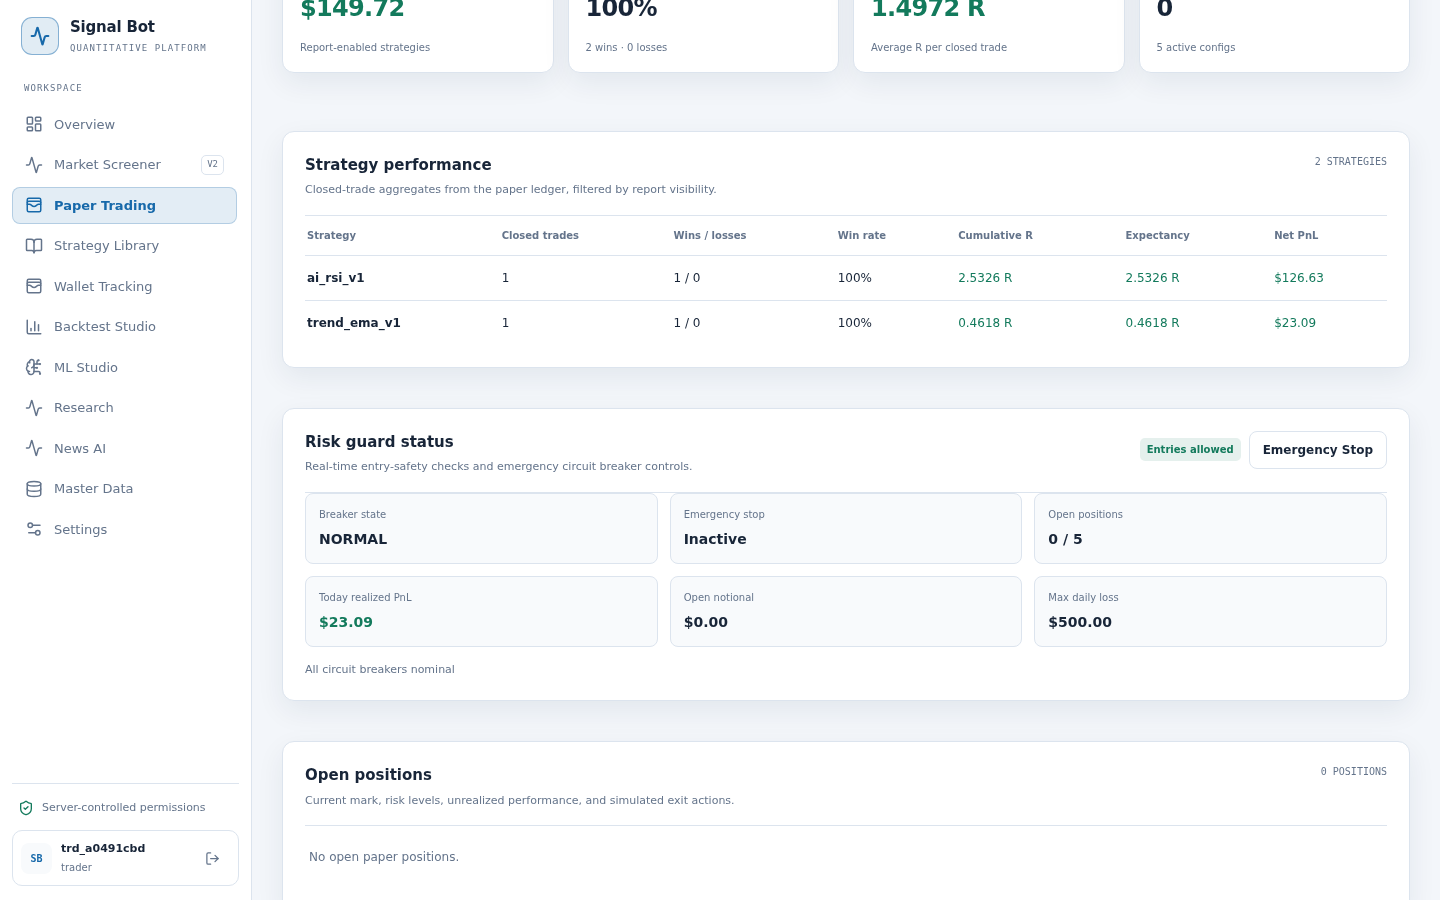 Signal Bot
QUANTITATIVE PLATFORM
WORKSPACE
Overview
Market Screener V2
Paper Trading
Strategy Library
Wallet Tracking
Backtest Studio
ML Studio
Research
News AI
Master Data
Settings
Server-controlled permissions
SB trd_a0491cbd
trader
$149.72 100% 1.4972 R 0
Report-enabled strategies 2 wins · 0 losses Average R per closed trade 5 active configs
Strategy performance 2 STRATEGIES
Closed-trade aggregates from the paper ledger, filtered by report visibility.
Strategy Closed trades Wins / losses Win rate Cumulative R Expectancy Net PnL
ai_rsi_v1 1 1 / 0 100% 2.5326 R 2.5326 R $126.63
trend_ema_v1 1 1 / 0 100% 0.4618 R 0.4618 R $23.09
Risk guard status Entries allowed Emergency Stop
Real-time entry-safety checks and emergency circuit breaker controls.
Breaker state Emergency stop Open positions
NORMAL Inactive 0 / 5
Today realized PnL Open notional Max daily loss
$23.09 $0.00 $500.00
All circuit breakers nominal
Open positions 0 POSITIONS
Current mark, risk levels, unrealized performance, and simulated exit actions.
No open paper positions.